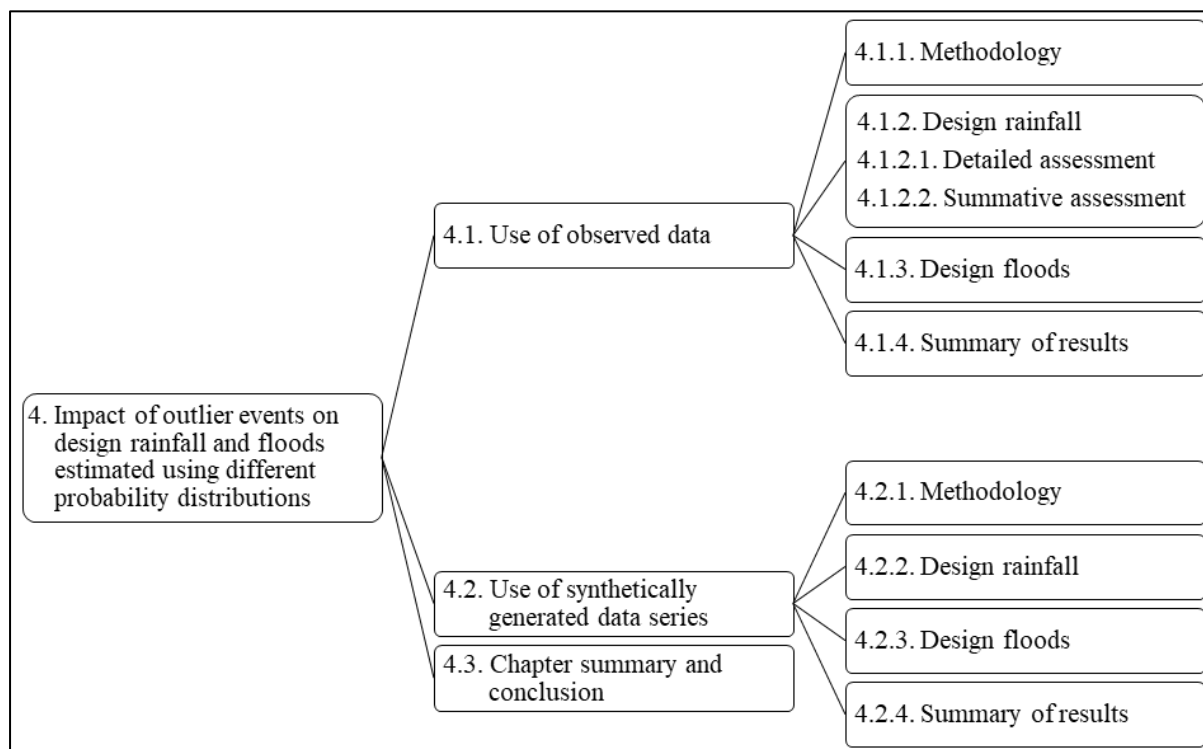 4. Impact of outlier events on
design rainfall and floods
estimated using different
probability distributions
4.1. Use of observed data
4.1.1. Methodology
4.1.2. Design rainfall
4.1.2.1. Detailed assessment
4.1.2.2. Summative assessment
4.1.3. Design floods
4.1.4. Summary of results
4.2. Use of synthetically
generated data series
4.2.1. Methodology
4.2.2. Design rainfall
4.2.3. Design floods
4.2.4. Summary of results
4.3. Chapter summary and
conclusion